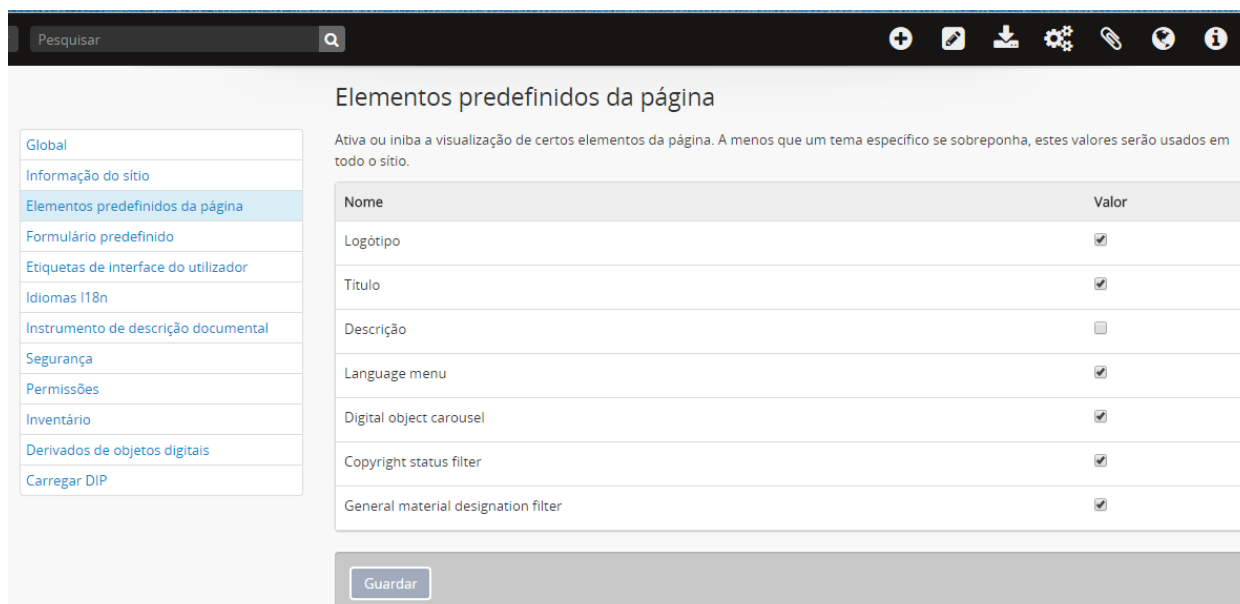 Pesquisar
Elementos predefinidos da página
Ativa ou iniba a visualização de certos elementos da página. A menos que um tema específico se sobreponha, estes valores serão usados em
todo o sítio.
Global
Informação do sítio
Elementos predefinidos da página
Formulário predefinido
Etiquetas de interface do utilizador
Idiomas I18n
Instrumento de descrição documental
Segurança
Permissões
Inventário
Derivados de objetos digitais
Carregar DIP
Nome Valor
Logótipo
Título
Descrição
Language menu
Digital object carousel
Copyright status filter
General material designation filter
Guardar